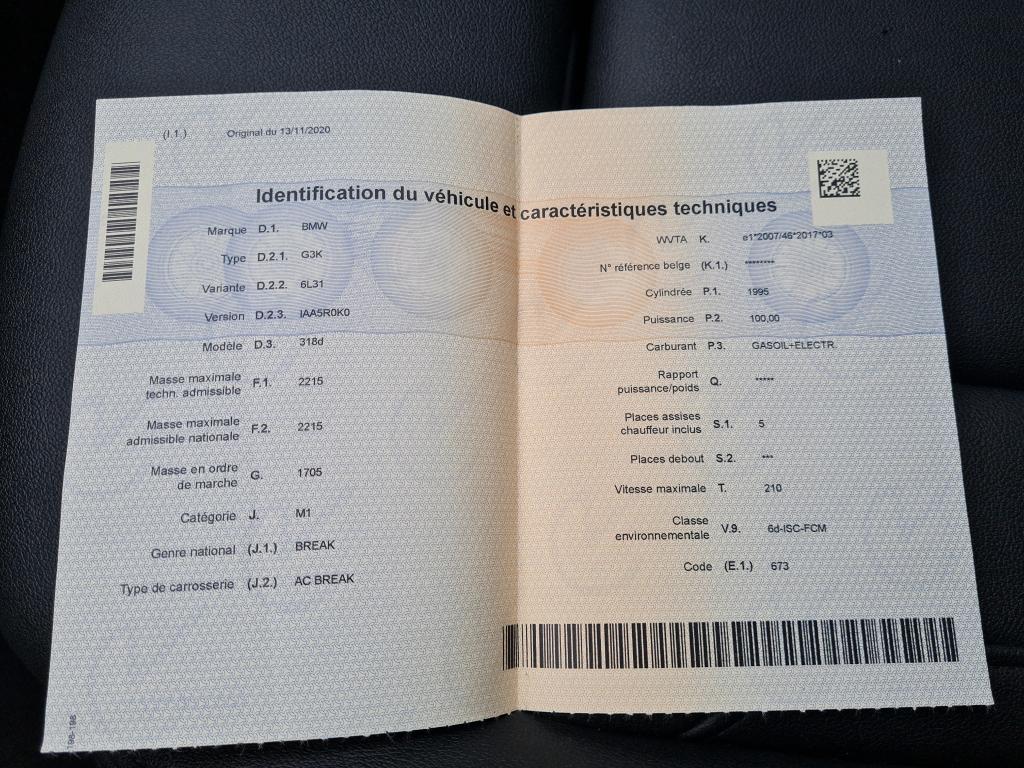 (I.1.) Original du 13/11/2020
Identification du véhicule et caractéristiques techniques
Marque D.1. BMW
Type D.2.1. G3K
Variante D.2.2. 6L31
Version D.2.3. IAA5R0K0
Modèle D.3. 318d
Masse maximale
techn. admissible F.1. 2215
Masse maximale
admissible nationale F.2. 2215
Masse en ordre
de marche G. 1705
Catégorie J. M1
Genre national (J.1.) BREAK
Type de carrosserie (J.2.) AC BREAK
WVTA K. e1*2007/46*2017*03
N° référence belge (K.1.) ********
Cylindrée P.1. 1995
Puissance P.2. 100,00
Carburant P.3. GASOIL+ELECTR.
Rapport
puissance/poids Q. *****
Places assises
chauffeur inclus S.1. 5
Places debout S.2. ***
Vitesse maximale T. 210
Classe
environnementale V.9. 6d-ISC-FCM
Code (E.1.) 673